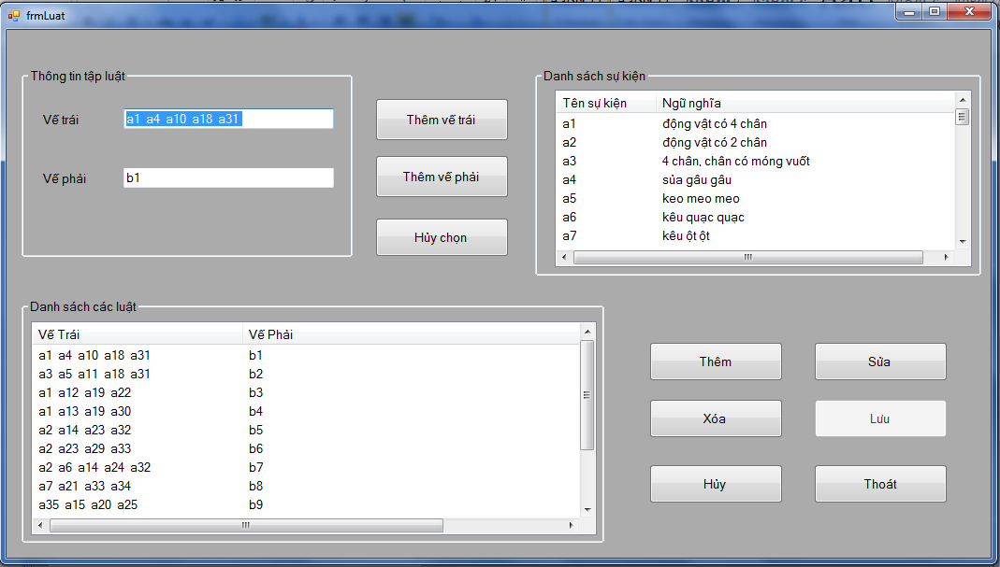 frmLuat
Thông tin tập luật
Vế trái
a1 a4 a10 a18 a31
Vế phải
b1
Thêm vế trái
Thêm vế phải
Hủy chọn
Danh sách sự kiện
Tên sự kiện Ngữ nghĩa
a1 động vật có 4 chân
a2 động vật có 2 chân
a3 4 chân, chân có móng vuốt
a4 sủa gâu gâu
a5 keo meo meo
a6 kêu quạc quạc
a7 kêu ột ột
Danh sách các luật
Vế Trái Vế Phải
a1 a4 a10 a18 a31 b1
a3 a5 a11 a18 a31 b2
a1 a12 a19 a22 b3
a1 a13 a19 a30 b4
a2 a14 a23 a32 b5
a2 a23 a29 a33 b6
a2 a6 a14 a24 a32 b7
a7 a21 a33 a34 b8
a35 a15 a20 a25 b9
Thêm Sửa
Xóa Lưu
Hủy Thoát